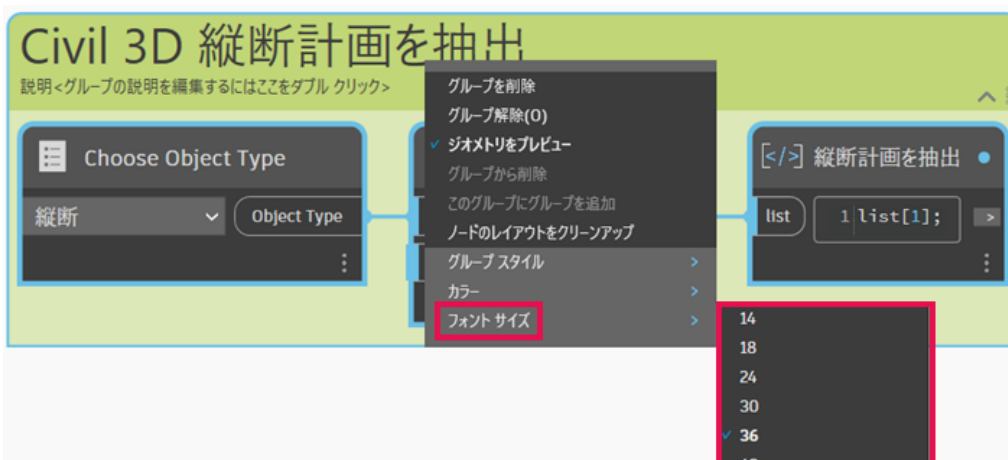 Civil 3D 縦断計画を抽出
説明<グループの説明を編集するにはここをダブル クリック>
Choose Object Type
縦断
Object Type
グループを削除
グループ解除(O)
ジオメトリをプレビュー
グループから削除
このグループにグループを追加
ノードのレイアウトをクリーンアップ
グループ スタイル
カラー
フォント サイズ
14
18
24
30
36
[</>] 縦断計画を抽出
list
1 list[1];
>